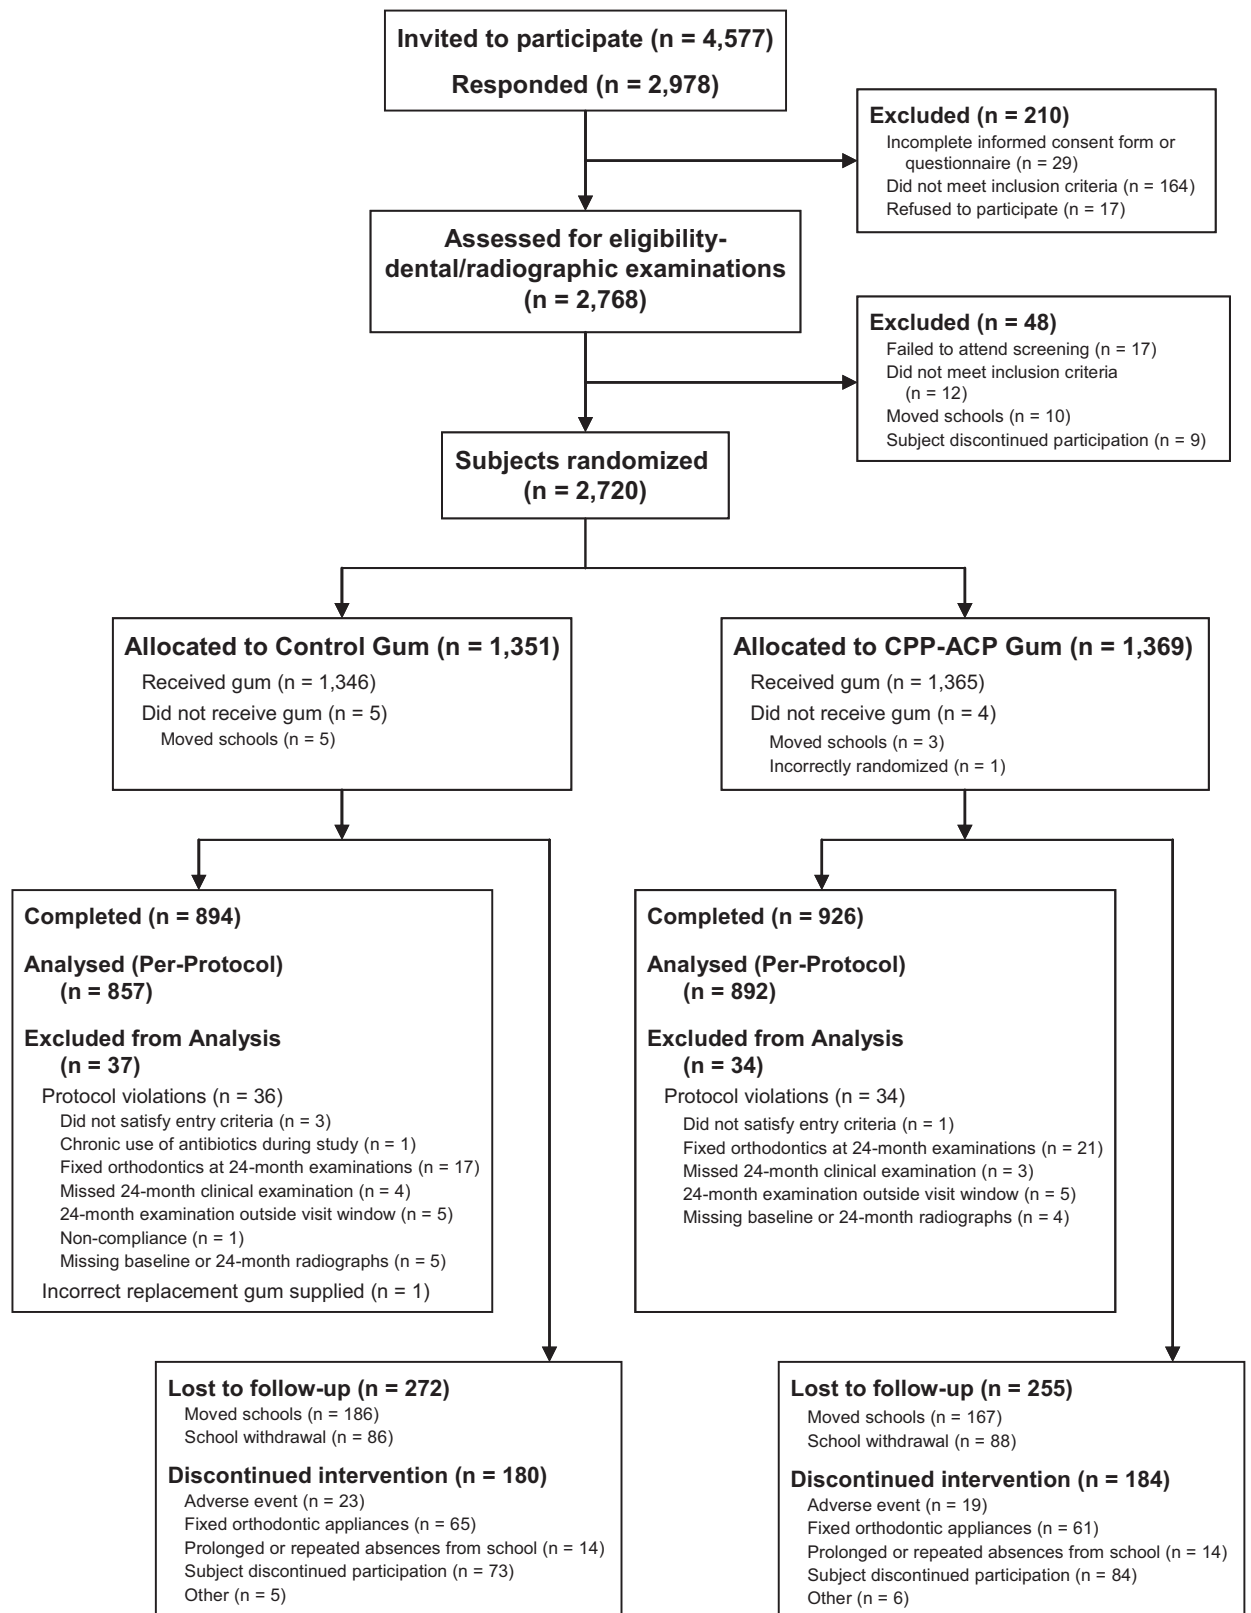 Invited to participate (n = 4,577)
Responded (n = 2,978)
Excluded (n = 210)
Incomplete informed consent form or
questionnaire (n = 29)
Did not meet inclusion criteria (n = 164)
Refused to participate (n = 17)
Assessed for eligibility-
dental/radiographic examinations
(n = 2,768)
Excluded (n = 48)
Failed to attend screening (n = 17)
Did not meet inclusion criteria
(n = 12)
Moved schools (n = 10)
Subject discontinued participation (n = 9)
Subjects randomized
(n = 2,720)
Allocated to Control Gum (n = 1,351)
Received gum (n = 1,346)
Did not receive gum (n = 5)
Moved schools (n = 5)
Allocated to CPP-ACP Gum (n = 1,369)
Received gum (n = 1,365)
Did not receive gum (n = 4)
Moved schools (n = 3)
Incorrectly randomized (n = 1)
Completed (n = 894)
Analysed (Per-Protocol)
(n = 857)
Excluded from Analysis
(n = 37)
Protocol violations (n = 36)
Did not satisfy entry criteria (n = 3)
Chronic use of antibiotics during study (n = 1)
Fixed orthodontics at 24-month examinations (n = 17)
Missed 24-month clinical examination (n = 4)
24-month examination outside visit window (n = 5)
Non-compliance (n = 1)
Missing baseline or 24-month radiographs (n = 5)
Incorrect replacement gum supplied (n = 1)
Completed (n = 926)
Analysed (Per-Protocol)
(n = 892)
Excluded from Analysis
(n = 34)
Protocol violations (n = 34)
Did not satisfy entry criteria (n = 1)
Fixed orthodontics at 24-month examinations (n = 21)
Missed 24-month clinical examination (n = 3)
24-month examination outside visit window (n = 5)
Missing baseline or 24-month radiographs (n = 4)
Lost to follow-up (n = 272)
Moved schools (n = 186)
School withdrawal (n = 86)
Discontinued intervention (n = 180)
Adverse event (n = 23)
Fixed orthodontic appliances (n = 65)
Prolonged or repeated absences from school (n = 14)
Subject discontinued participation (n = 73)
Other (n = 5)
Lost to follow-up (n = 255)
Moved schools (n = 167)
School withdrawal (n = 88)
Discontinued intervention (n = 184)
Adverse event (n = 19)
Fixed orthodontic appliances (n = 61)
Prolonged or repeated absences from school (n = 14)
Subject discontinued participation (n = 84)
Other (n = 6)